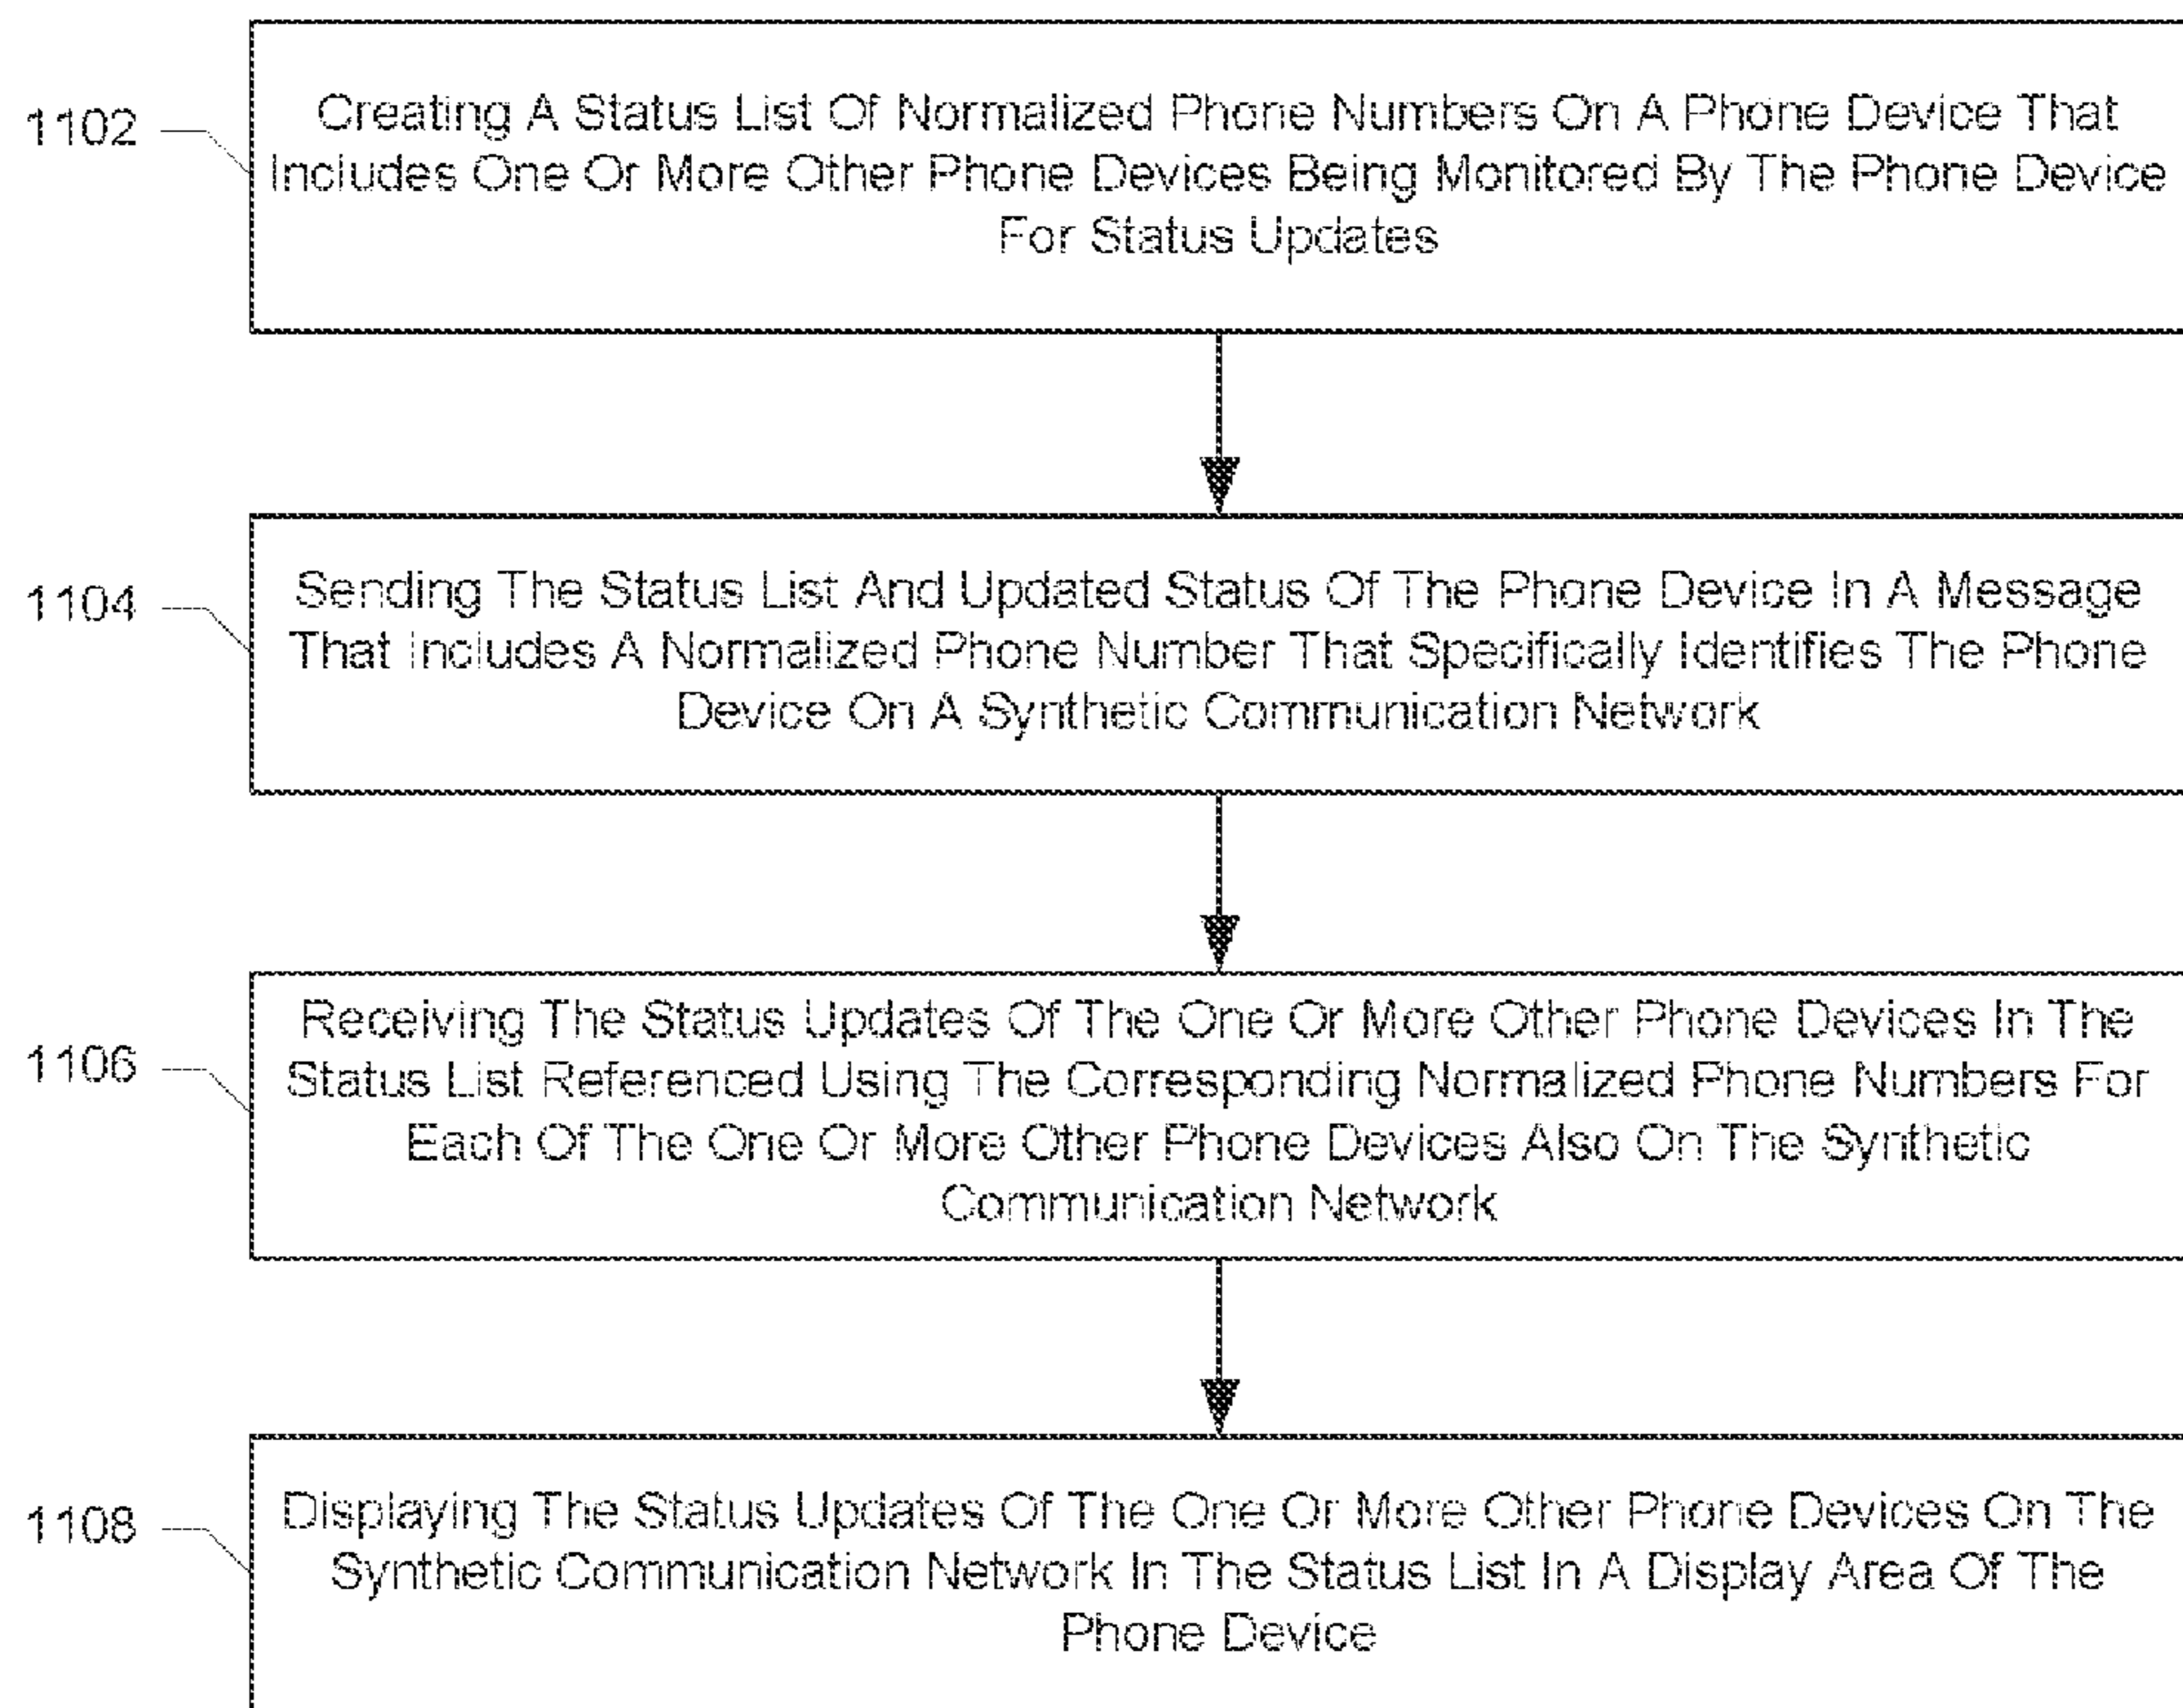 1102
Creating A Status List Of Normalized Phone Numbers On A Phone Device That
Includes One Or More Other Phone Devices Being Monitored By The Phone Device
For Status Updates
1104
Sending The Status List And Updated Status Of The Phone Device In A Message
That Includes A Normalized Phone Number That Specifically Identifies The Phone
Device On A Synthetic Communication Network
1106
Receiving The Status Updates Of The One Or More Other Phone Devices In The
Status List Referenced Using The Corresponding Normalized Phone Numbers For
Each Of The One Or More Other Phone Devices Also On The Synthetic
Communication Network
1108
Displaying The Status Updates Of The One Or More Other Phone Devices On The
Synthetic Communication Network In The Status List In A Display Area Of The
Phone Device